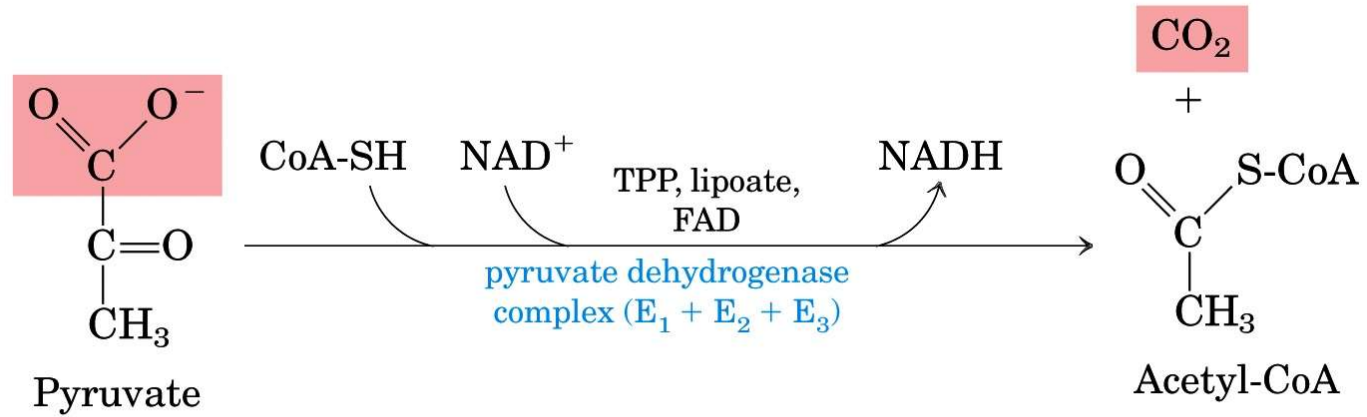 CO₂
+
O O⁻
C
C=O
CH₃
Pyruvate
CoA-SH NAD⁺ NADH
TPP, lipoate,
FAD
pyruvate dehydrogenase
complex (E₁ + E₂ + E₃)
O S-CoA
C
CH₃
Acetyl-CoA